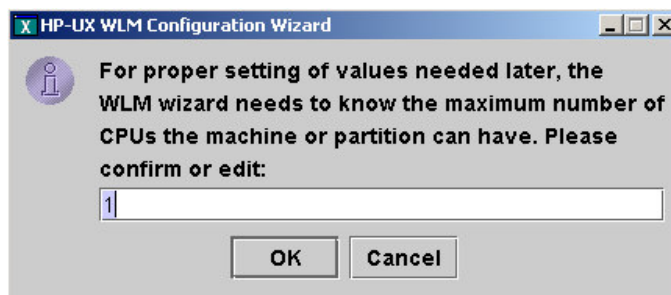 HP-UX WLM Configuration Wizard
For proper setting of values needed later, the
WLM wizard needs to know the maximum number of
CPUs the machine or partition can have. Please
confirm or edit:
1
OK
Cancel